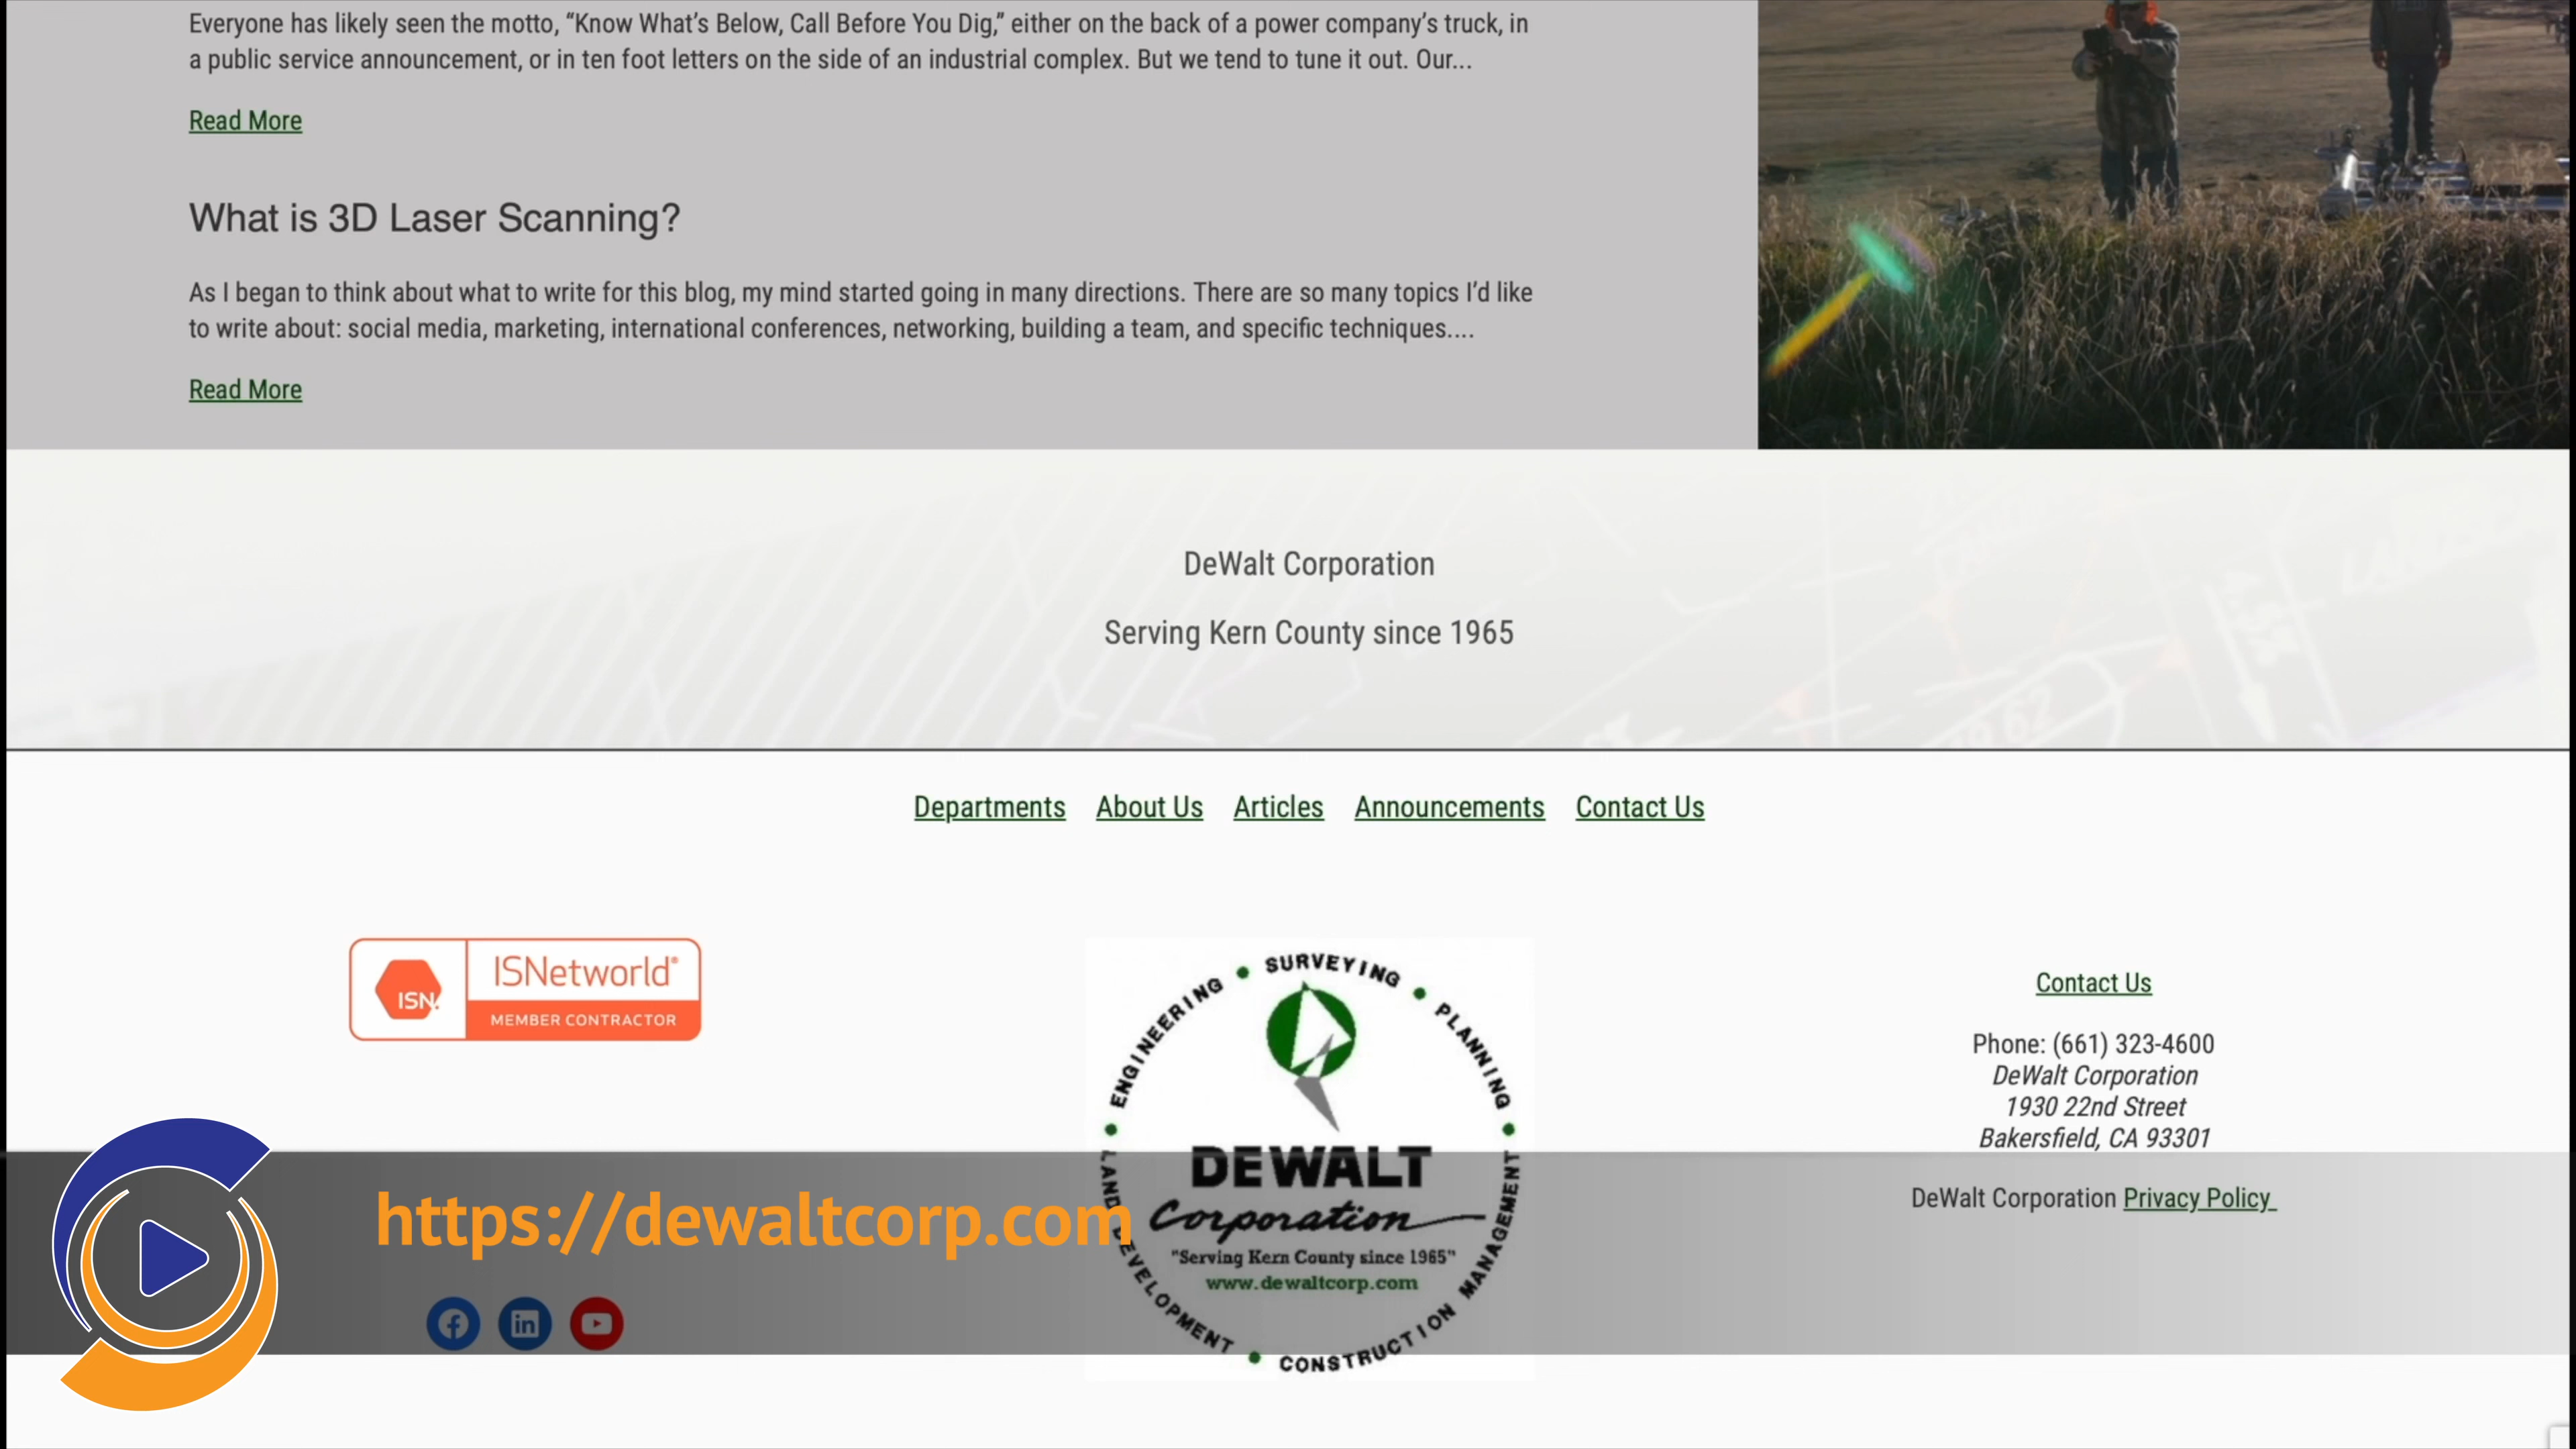 Everyone has likely seen the motto, “Know What’s Below, Call Before You Dig,” either on the back of a power company’s truck, in
a public service announcement, or in ten foot letters on the side of an industrial complex. But we tend to tune it out. Our...
Read More
What is 3D Laser Scanning?
As I began to think about what to write for this blog, my mind started going in many directions. There are so many topics I’d like
to write about: social media, marketing, international conferences, networking, building a team, and specific techniques....
Read More
DeWalt Corporation
Serving Kern County since 1965
Departments About Us Articles Announcements Contact Us
ISN
ISNetworld®
MEMBER CONTRACTOR
ENGINEERING • SURVEYING • PLANNING • CONSTRUCTION MANAGEMENT • LAND DEVELOPMENT •
DEWALT
Corporation
"Serving Kern County since 1965"
www.dewaltcorp.com
Contact Us
Phone: (661) 323-4600
DeWalt Corporation
1930 22nd Street
Bakersfield, CA 93301
DeWalt Corporation Privacy Policy
https://dewaltcorp.com
in